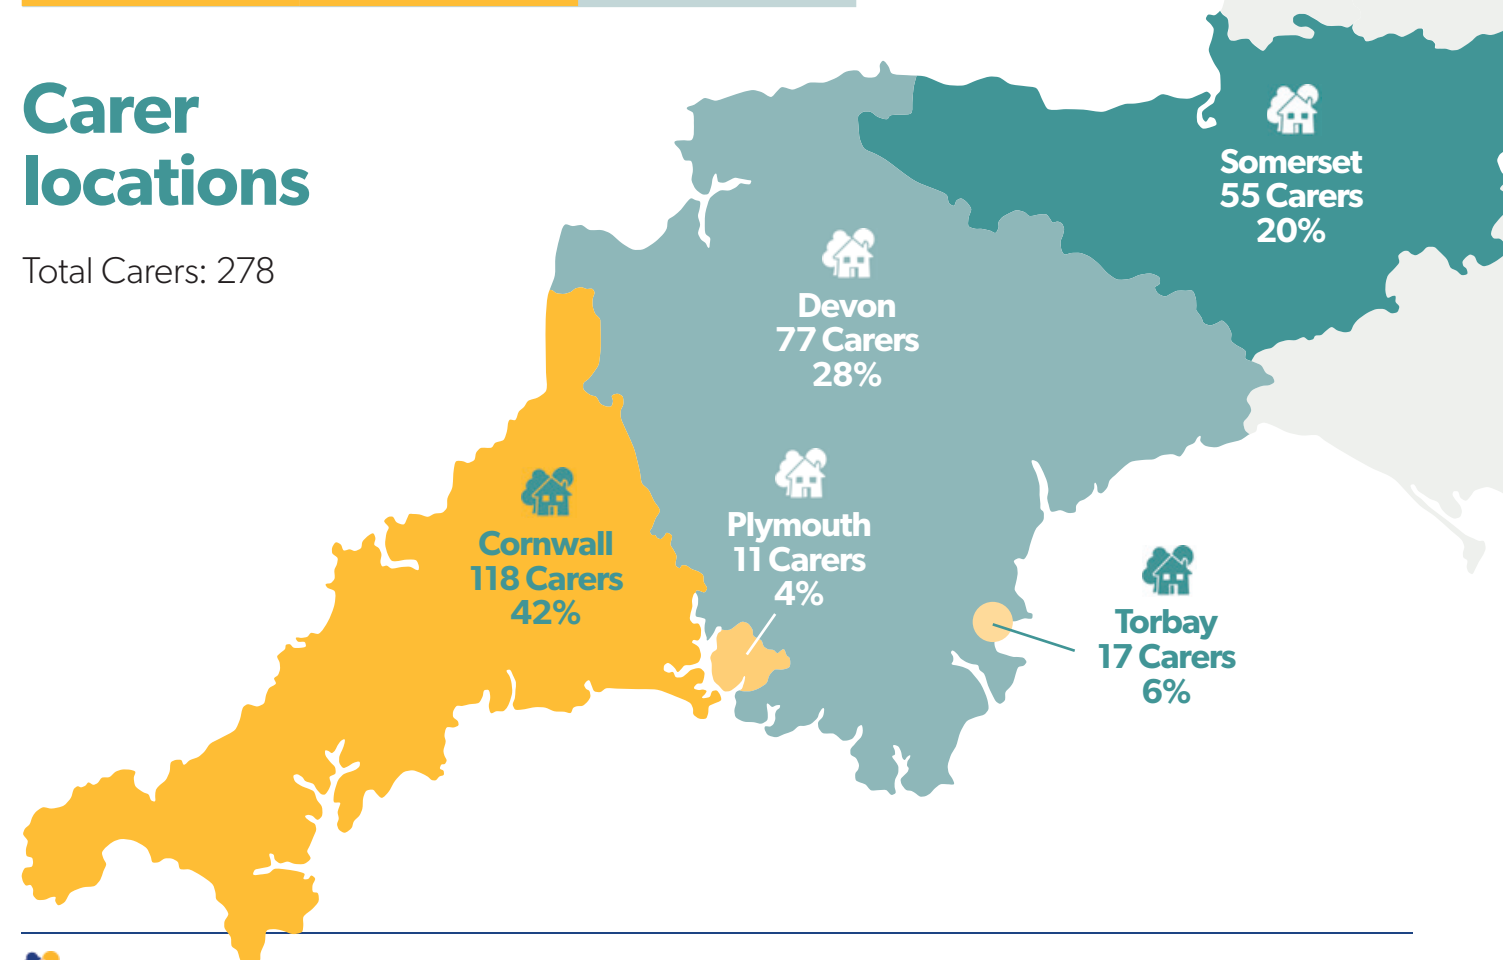 Carer
locations
Total Carers: 278
Somerset
55 Carers
20%
Devon
77 Carers
28%
Plymouth
11 Carers
4%
Cornwall
118 Carers
42%
Torbay
17 Carers
6%